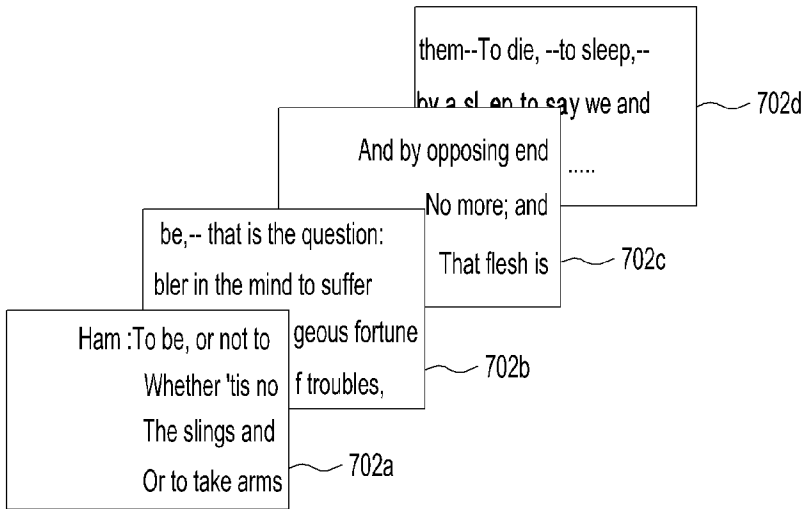 them--To die, --to sleep,--
to say we and
702d
And by opposing end
.....
No more; and
That flesh is
702c
be,-- that is the question:
bler in the mind to suffer
geous fortune
f troubles,
702b
Ham :To be, or not to
Whether 'tis no
The slings and
Or to take arms
702a